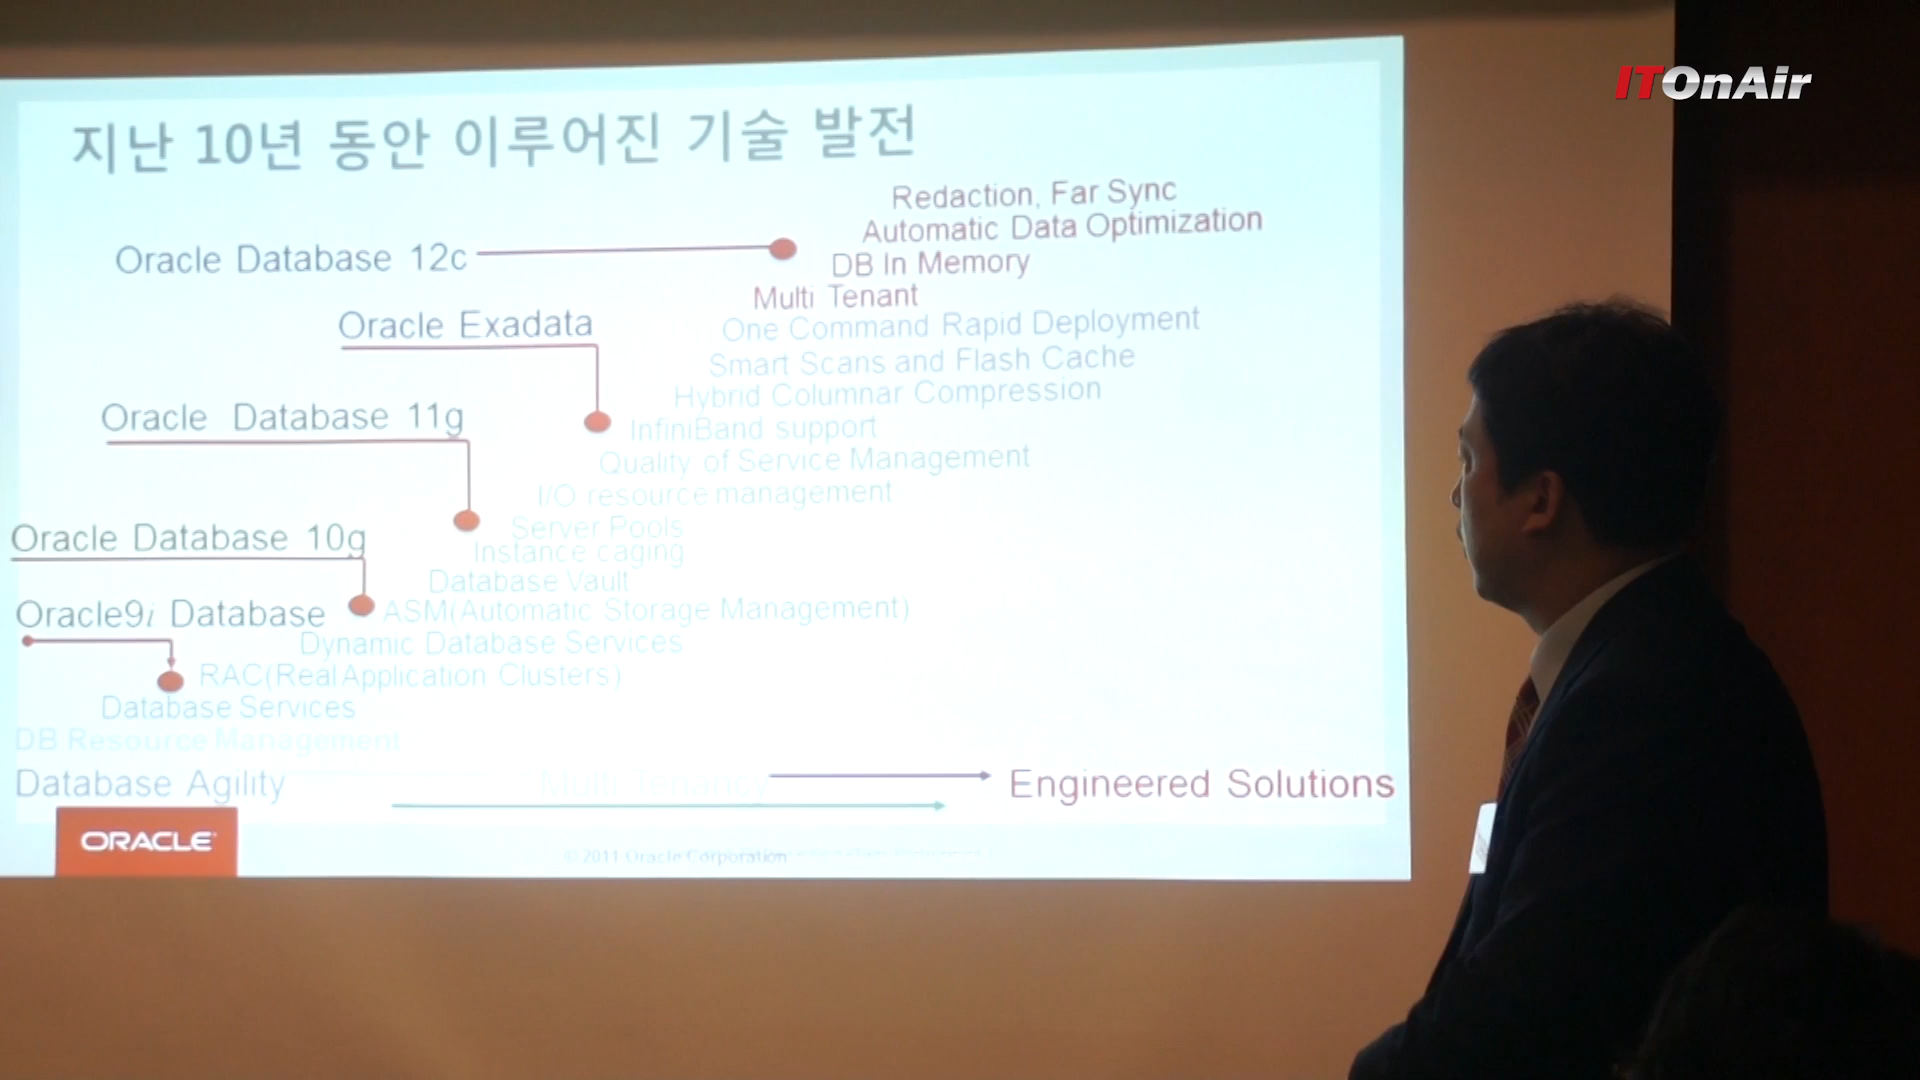 ITOnAir
지난 10년 동안 이루어진 기술 발전
Redaction, Far Sync
Automatic Data Optimization
Oracle Database 12c
DB In Memory
Multi Tenant
Oracle Exadata
One Command Rapid Deployment
Smart Scans and Flash Cache
Hybrid Columnar Compression
Oracle Database 11g
InfiniBand support
Quality of Service Management
I/O resource management
Server Pools
Oracle Database 10g
Instance caging
Database Vault
Oracle9i Database
ASM(Automatic Storage Management)
Dynamic Database Services
RAC(Real Application Clusters)
Database Services
DB Resource Management
Database Agility
Multi Tenancy
Engineered Solutions
ORACLE
© 2011 Oracle Corporation